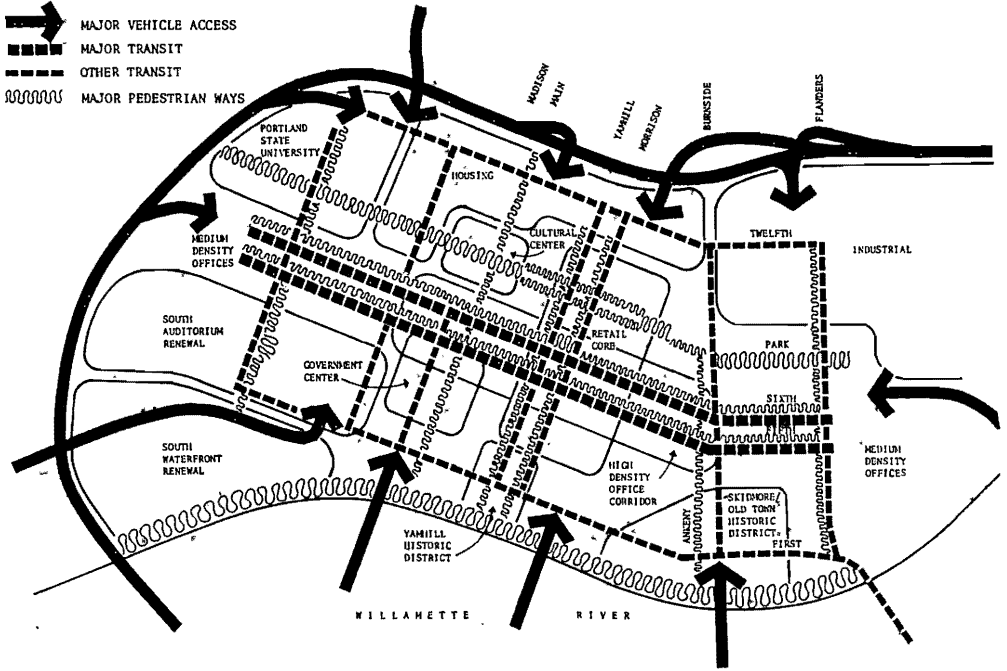 MAJOR VEHICLE ACCESS
MAJOR TRANSIT
OTHER TRANSIT
MAJOR PEDESTRIAN WAYS
MADISON
MAIN
YAMHILL
MORRISON
BURNSIDE
FLANDERS
PORTLAND
STATE
UNIVERSITY
HOUSING
CULTURAL
CENTER
TWELFTH
INDUSTRIAL
MEDIUM
DENSITY
OFFICES
SOUTH
AUDITORIUM
RENEWAL
GOVERNMENT
CENTER
RETAIL
CORE
PARK
SIXTH
FIFTH
SOUTH
WATERFRONT
RENEWAL
HIGH
DENSITY
OFFICE
CORRIDOR
MEDIUM
DENSITY
OFFICES
YAMHILL
HISTORIC
DISTRICT
ANKENY
SKIDMORE/
OLD TOWN
HISTORIC
DISTRICT
FIRST
WILLAMETTE RIVER